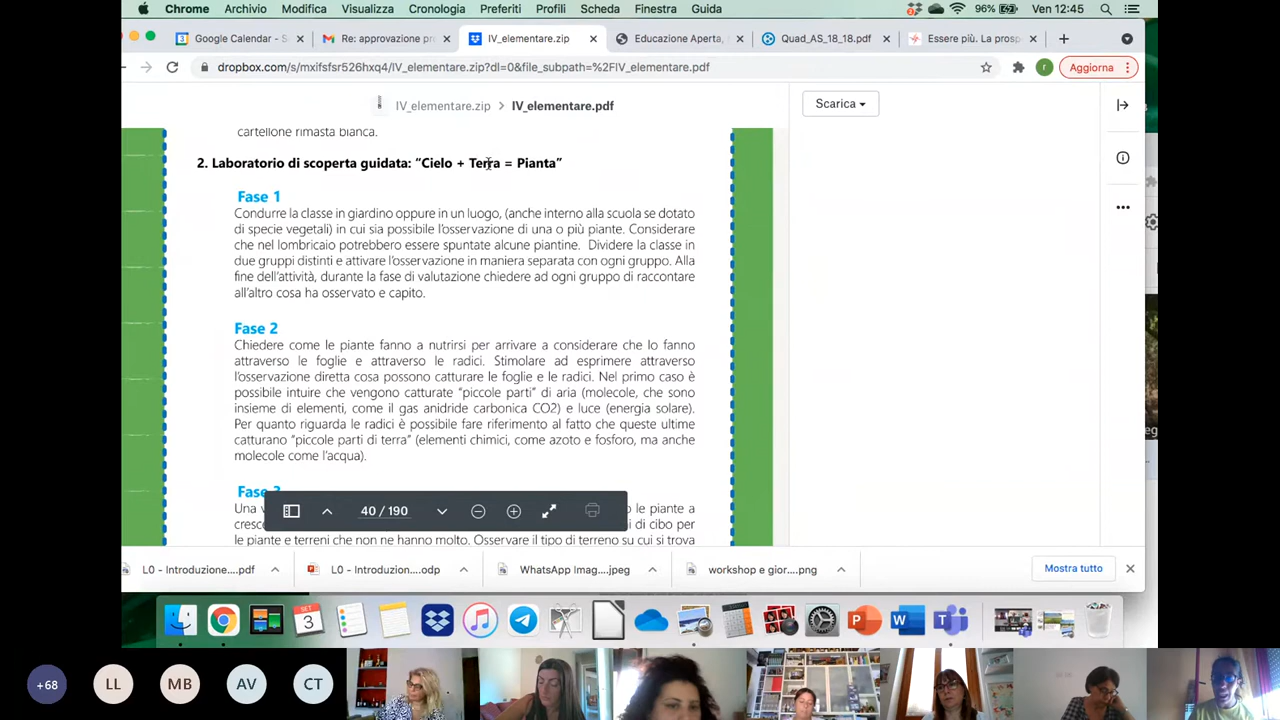 Chrome Archivio Modifica Visualizza Cronologia Preferiti Profili Scheda Finestra Guida 96% Ven 12:45
Google Calendar - S Re: approvazione pr IV_elementare.zip Educazione Aperta, Quad_AS_18_18.pdf Essere più. La prosp
dropbox.com/s/mxifsfsr526hxq4/IV_elementare.zip?dl=0&file_subpath=%2FIV_elementare.pdf r Aggiorna
IV_elementare.zip > IV_elementare.pdf Scarica
cartellone rimasta bianca.
2. Laboratorio di scoperta guidata: “Cielo + Terra = Pianta”
Fase 1
Condurre la classe in giardino oppure in un luogo, (anche interno alla scuola se dotato
di specie vegetali) in cui sia possibile l’osservazione di una o più piante. Considerare
che nel lombricaio potrebbero essere spuntate alcune piantine. Dividere la classe in
due gruppi distinti e attivare l’osservazione in maniera separata con ogni gruppo. Alla
fine dell’attività, durante la fase di valutazione chiedere ad ogni gruppo di raccontare
all’altro cosa ha osservato e capito.
Fase 2
Chiedere come le piante fanno a nutrirsi per arrivare a considerare che lo fanno
attraverso le foglie e attraverso le radici. Stimolare ad esprimere attraverso
l’osservazione diretta cosa possono catturare le foglie e le radici. Nel primo caso è
possibile intuire che vengono catturate “piccole parti” di aria (molecole, che sono
insieme di elementi, come il gas anidride carbonica CO2) e luce (energia solare).
Per quanto riguarda le radici è possibile fare riferimento al fatto che queste ultime
catturano “piccole parti di terra” (elementi chimici, come azoto e fosforo, ma anche
molecole come l’acqua).
Fase 3
Una o le piante a
cresc i di cibo per
40 / 190
le piante e terreni che non ne hanno molto. Osservare il tipo di terreno su cui si trova
L0 - Introduzione....pdf L0 - Introduzion....odp WhatsApp Imag....jpeg workshop e gior....png Mostra tutto
SET
3
+68 LL MB AV CT